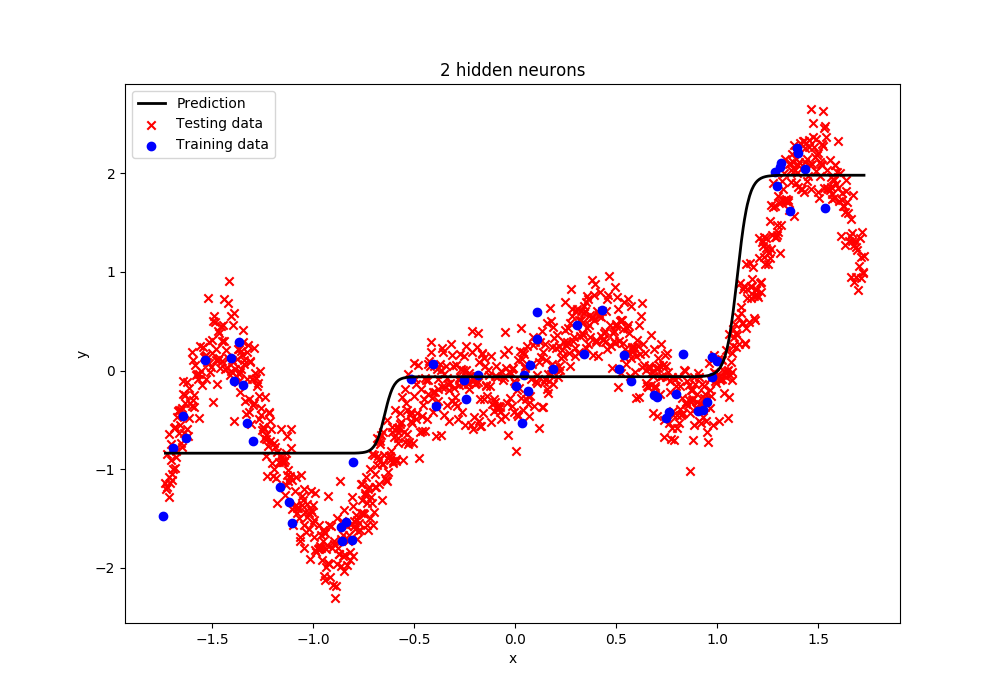 2 hidden neurons
Prediction
Testing data
Training data
2
1
0
−1
−2
y
−1.5 −1.0 −0.5 0.0 0.5 1.0 1.5
x